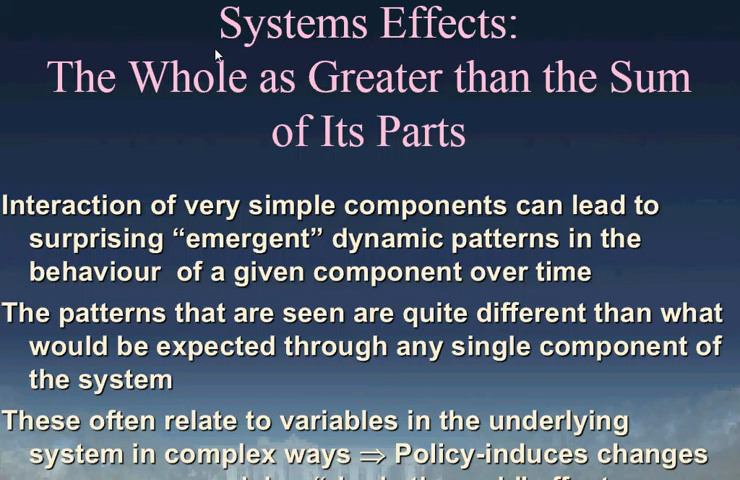 Systems Effects:
The Whole as Greater than the Sum
of Its Parts
Interaction of very simple components can lead to
surprising “emergent” dynamic patterns in the
behaviour of a given component over time
The patterns that are seen are quite different than what
would be expected through any single component of
the system
These often relate to variables in the underlying
system in complex ways ⇒ Policy-induces changes